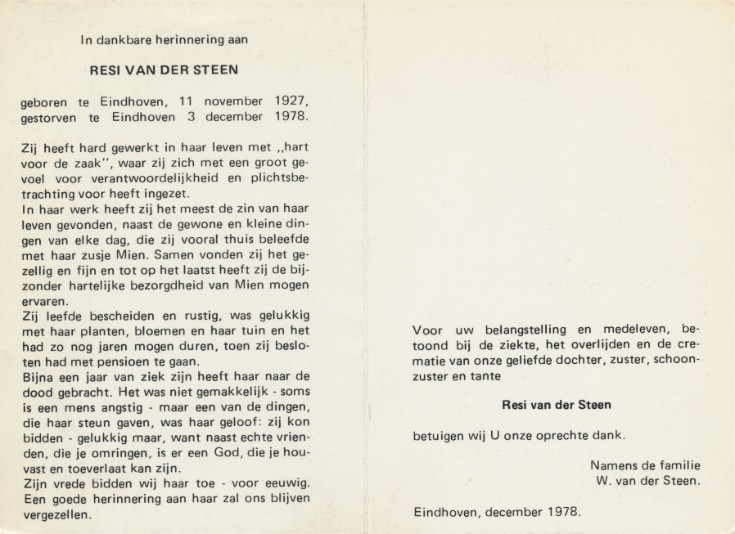 In dankbare herinnering aan
RESI VAN DER STEEN
geboren te Eindhoven, 11 november 1927,
gestorven te Eindhoven 3 december 1978.
Zij heeft hard gewerkt in haar leven met „hart
voor de zaak”, waar zij zich met een groot ge-
voel voor verantwoordelijkheid en plichtsbe-
trachting voor heeft ingezet.
In haar werk heeft zij het meest de zin van haar
leven gevonden, naast de gewone en kleine din-
gen van elke dag, die zij vooral thuis beleefde
met haar zusje Mien. Samen vonden zij het ge-
zellig en fijn en tot op het laatst heeft zij de bij-
zonder hartelijke bezorgdheid van Mien mogen
ervaren.
Zij leefde bescheiden en rustig, was gelukkig
met haar planten, bloemen en haar tuin en het
had zo nog jaren mogen duren, toen zij beslo-
ten had met pensioen te gaan.
Bijna een jaar van ziek zijn heeft haar naar de
dood gebracht. Het was niet gemakkelijk - soms
is een mens angstig - maar een van de dingen,
die haar steun gaven, was haar geloof: zij kon
bidden - gelukkig maar, want naast echte vrien-
den, die je omringen, is er een God, die je hou-
vast en toeverlaat kan zijn.
Zijn vrede bidden wij haar toe - voor eeuwig.
Een goede herinnering aan haar zal ons blijven
vergezellen.
Voor uw belangstelling en medeleven, be-
toond bij de ziekte, het overlijden en de cre-
matie van onze geliefde dochter, zuster, schoon-
zuster en tante
Resi van der Steen
betuigen wij U onze oprechte dank.
Namens de familie
W. van der Steen.
Eindhoven, december 1978.